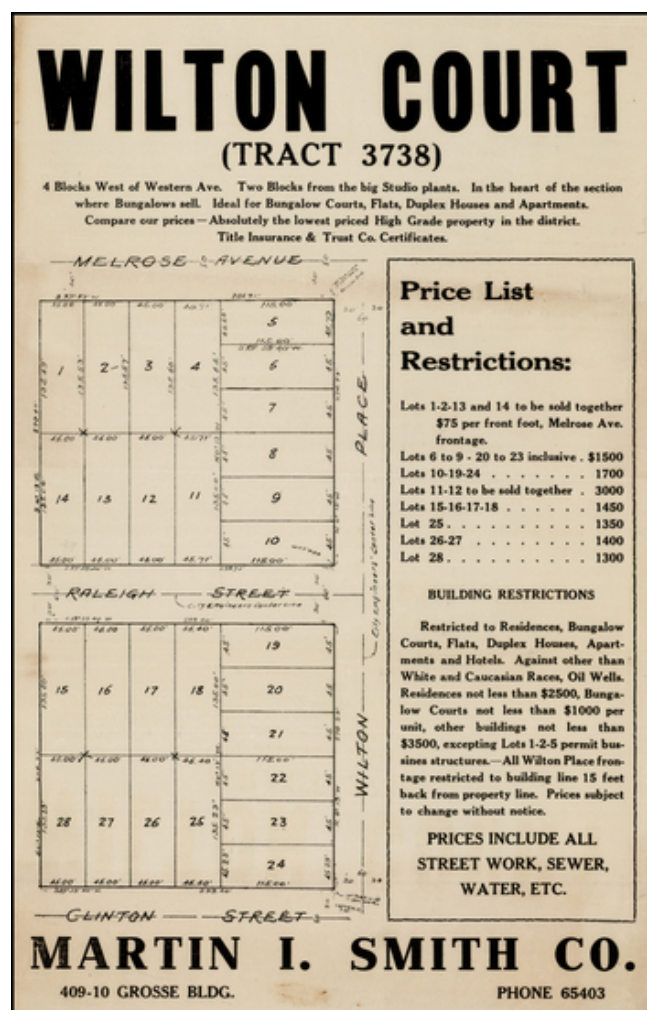 WILTON COURT
(TRACT 3738)
4 Blocks West of Western Ave. Two Blocks from the big Studio plants. In the heart of the section
where Bungalows sell. Ideal for Bungalow Courts, Flats, Duplex Houses and Apartments.
Compare our prices—Absolutely the lowest priced High Grade property in the district.
Title Insurance & Trust Co. Certificates.
MELROSE AVENUE
1
2
3
4
5
6
7
8
9
10
14
13
12
11
PLACE
WILTON
City Engineers Center Line
RALEIGH STREET
City Engineers Center Line
15
16
17
18
19
20
21
22
23
24
28
27
26
25
CLINTON STREET
Price List
and
Restrictions:
Lots 1-2-13 and 14 to be sold together
$75 per front foot, Melrose Ave.
frontage.
Lots 6 to 9 - 20 to 23 inclusive . $1500
Lots 10-19-24 . . . . . . . 1700
Lots 11-12 to be sold together . 3000
Lots 15-16-17-18 . . . . . . 1450
Lot 25 . . . . . . . . . . 1350
Lots 26-27 . . . . . . . . 1400
Lot 28 . . . . . . . . . . 1300
BUILDING RESTRICTIONS
Restricted to Residences, Bungalow
Courts, Flats, Duplex Houses, Apart-
ments and Hotels. Against other than
White and Caucasian Races, Oil Wells.
Residences not less than $2500, Bunga-
low Courts not less than $1000 per
unit, other buildings not less than
$3500, excepting Lots 1-2-5 permit bus-
sines structures.—All Wilton Place fron-
tage restricted to building line 15 feet
back from property line. Prices subject
to change without notice.
PRICES INCLUDE ALL
STREET WORK, SEWER,
WATER, ETC.
MARTIN I. SMITH CO.
409-10 GROSSE BLDG. PHONE 65403